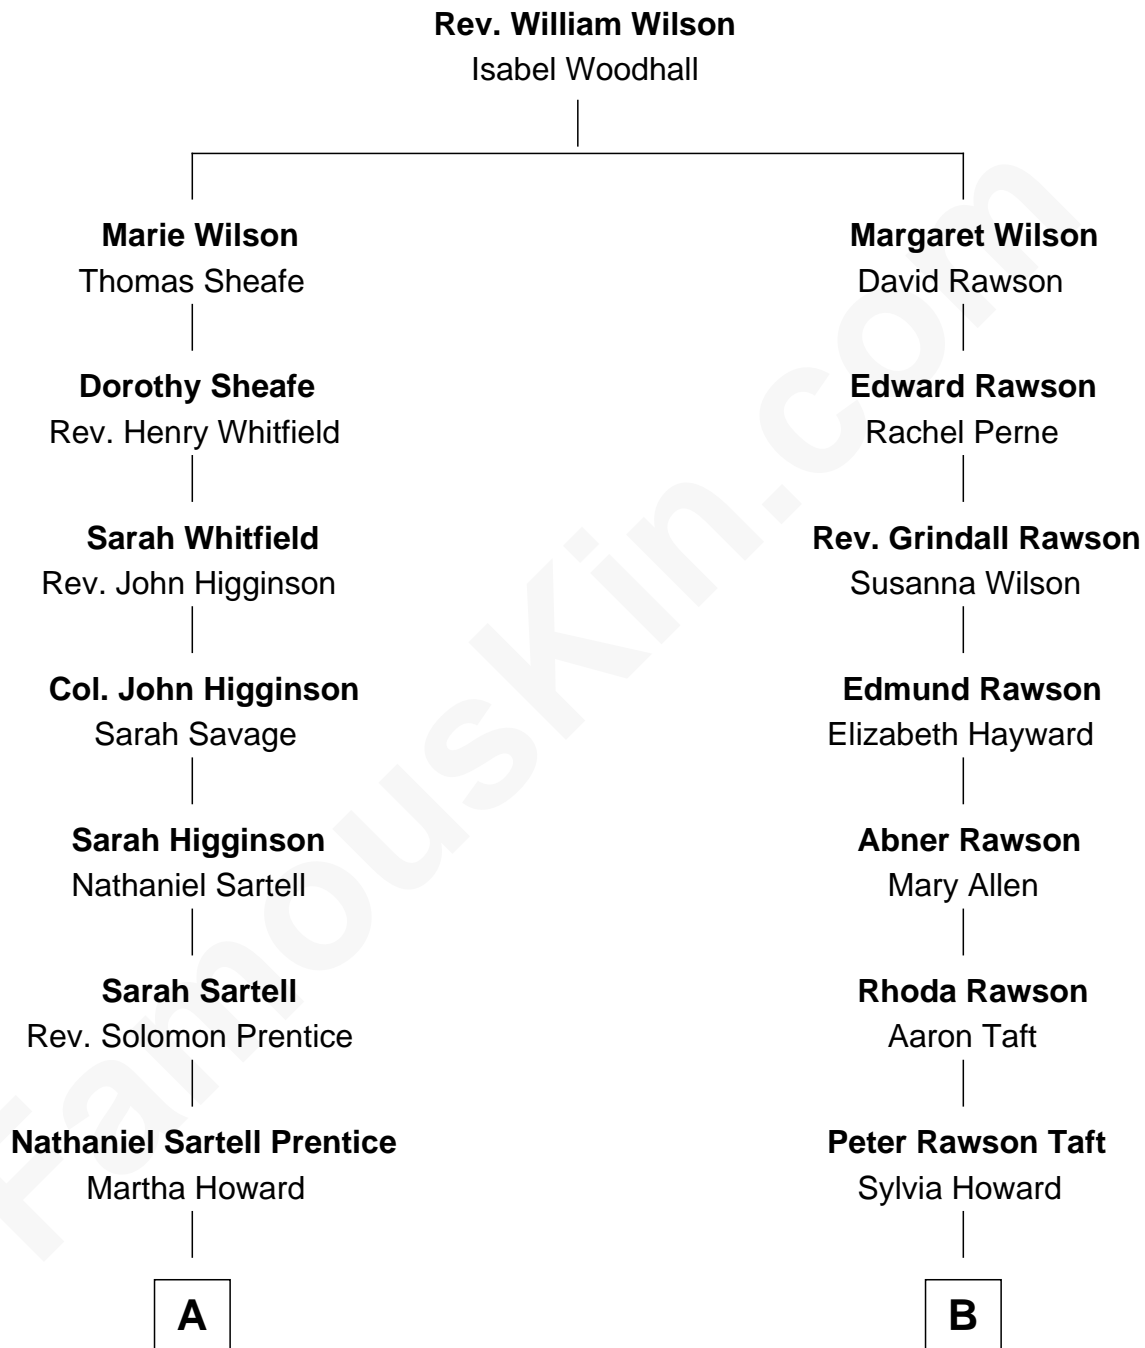 Rev. William Wilson
Isabel Woodhall
Marie Wilson
Thomas Sheafe
Margaret Wilson
David Rawson
Dorothy Sheafe
Rev. Henry Whitfield
Edward Rawson
Rachel Perne
Sarah Whitfield
Rev. John Higginson
Rev. Grindall Rawson
Susanna Wilson
Col. John Higginson
Sarah Savage
Edmund Rawson
Elizabeth Hayward
Sarah Higginson
Nathaniel Sartell
Abner Rawson
Mary Allen
Sarah Sartell
Rev. Solomon Prentice
Rhoda Rawson
Aaron Taft
Nathaniel Sartell Prentice
Martha Howard
Peter Rawson Taft
Sylvia Howard
A
B
FamousKin.com